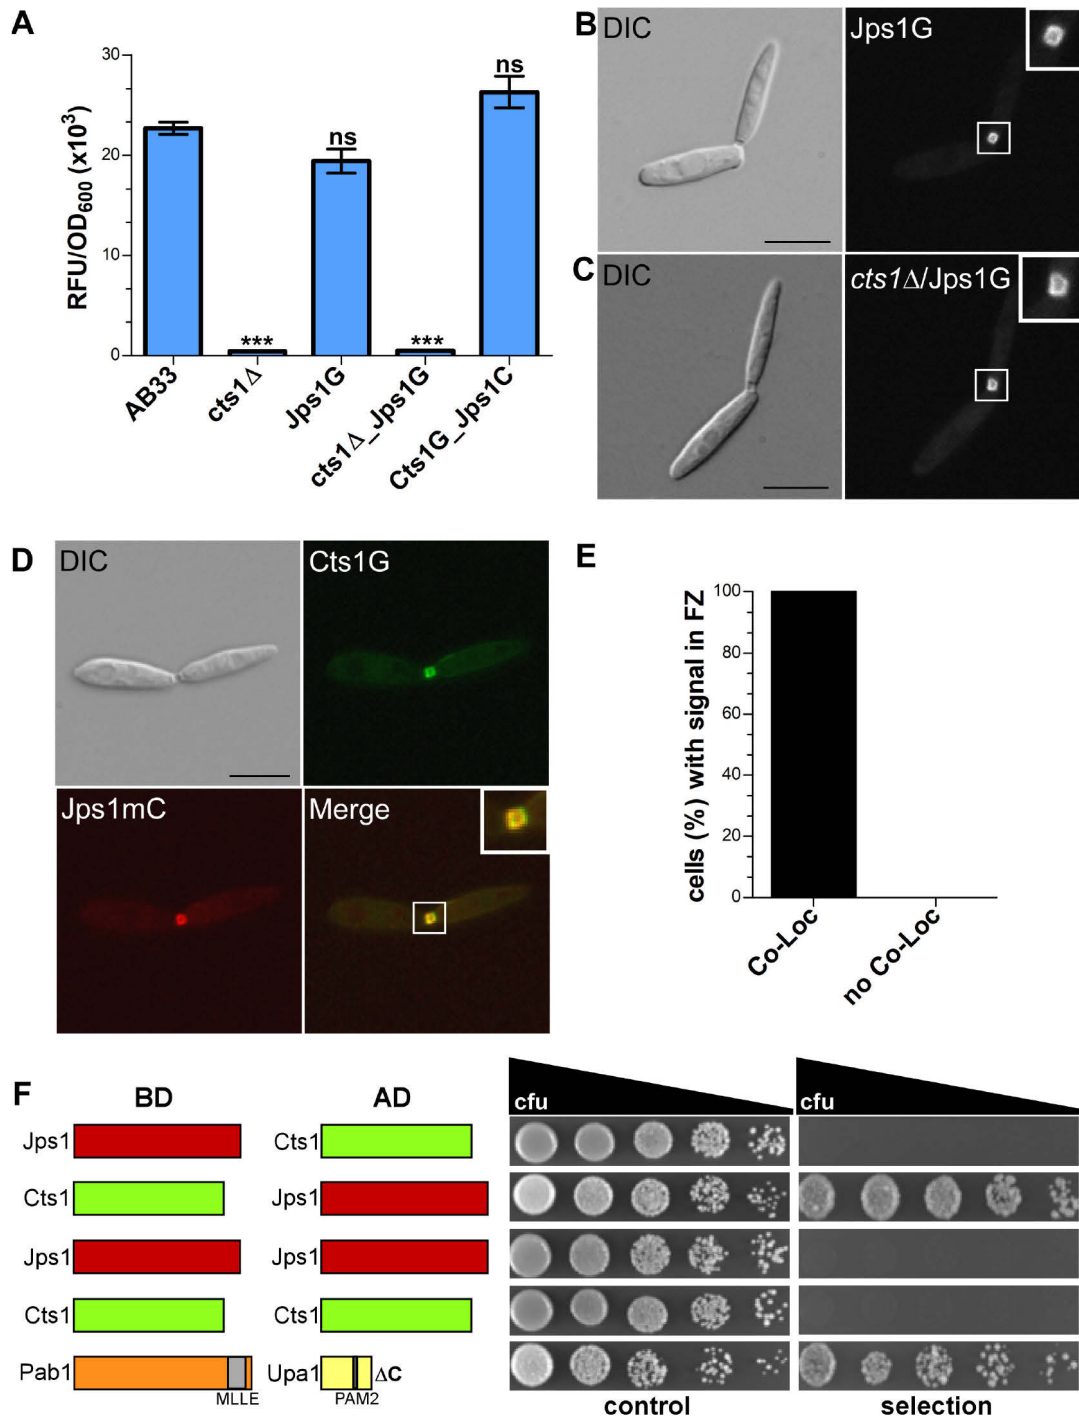 A
RFU/OD600 (x10³)
30
20
10
0
ns
ns
***
***
AB33
cts1Δ
Jps1G
cts1Δ_Jps1G
Cts1G_Jps1C
B
DIC
Jps1G
C
DIC
cts1Δ/Jps1G
D
DIC
Cts1G
Jps1mC
Merge
E
cells (%) with signal in FZ
100
80
60
40
20
0
Co-Loc
no Co-Loc
F
BD
AD
cfu
cfu
Jps1
Cts1
Cts1
Jps1
Jps1
Jps1
Cts1
Cts1
Pab1
MLLE
Upa1
ΔC
PAM2
control
selection